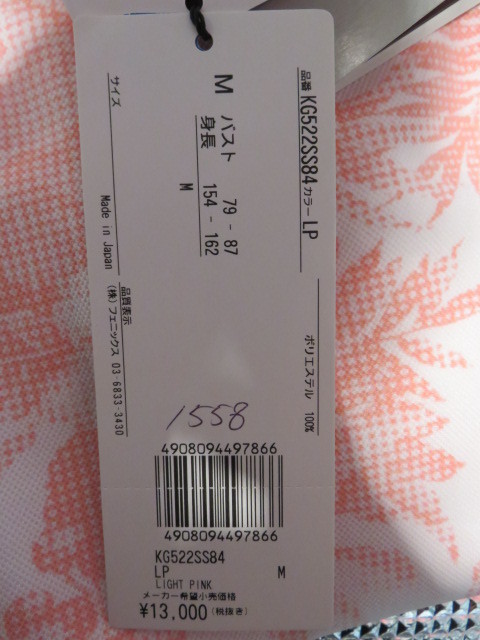 品番 KG522SS84 カラー LP
ポリエステル 100%
M バスト 79 - 87
身長 154 - 162
M
サイズ
Made in Japan
品質表示
(株)フェニックス 03-6833-3430
1558
4908094497866
4908094497866
KG522SS84
LP M
LIGHT PINK
メーカー希望小売価格
¥13,000 (税抜き)